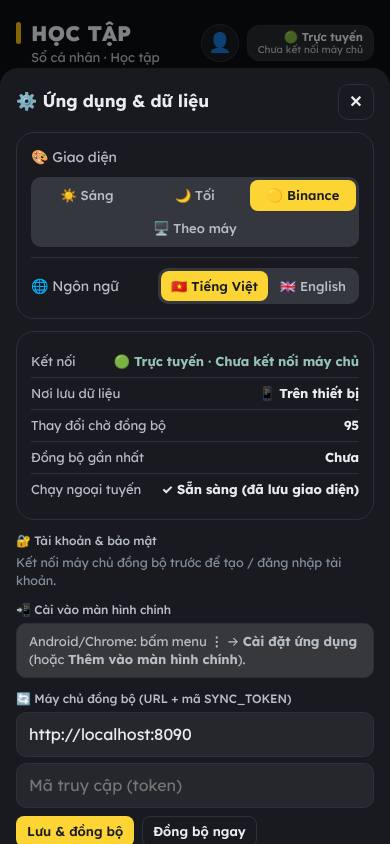 HỌC TẬP
Sổ cá nhân · Học tập
🟢 Trực tuyến
Chưa kết nối máy chủ
⚙️ Ứng dụng & dữ liệu
✕
🎨 Giao diện
☀️ Sáng
🌙 Tối
🟡 Binance
🖥️ Theo máy
🌐 Ngôn ngữ
🇻🇳 Tiếng Việt
🇬🇧 English
Kết nối 🟢 Trực tuyến · Chưa kết nối máy chủ
Nơi lưu dữ liệu 📱 Trên thiết bị
Thay đổi chờ đồng bộ 95
Đồng bộ gần nhất Chưa
Chạy ngoại tuyến ✓ Sẵn sàng (đã lưu giao diện)
🔐 Tài khoản & bảo mật
Kết nối máy chủ đồng bộ trước để tạo / đăng nhập tài
khoản.
📲 Cài vào màn hình chính
Android/Chrome: bấm menu ⋮ → Cài đặt ứng dụng
(hoặc Thêm vào màn hình chính).
🔄 Máy chủ đồng bộ (URL + mã SYNC_TOKEN)
http://localhost:8090
Mã truy cập (token)
Lưu & đồng bộ
Đồng bộ ngay